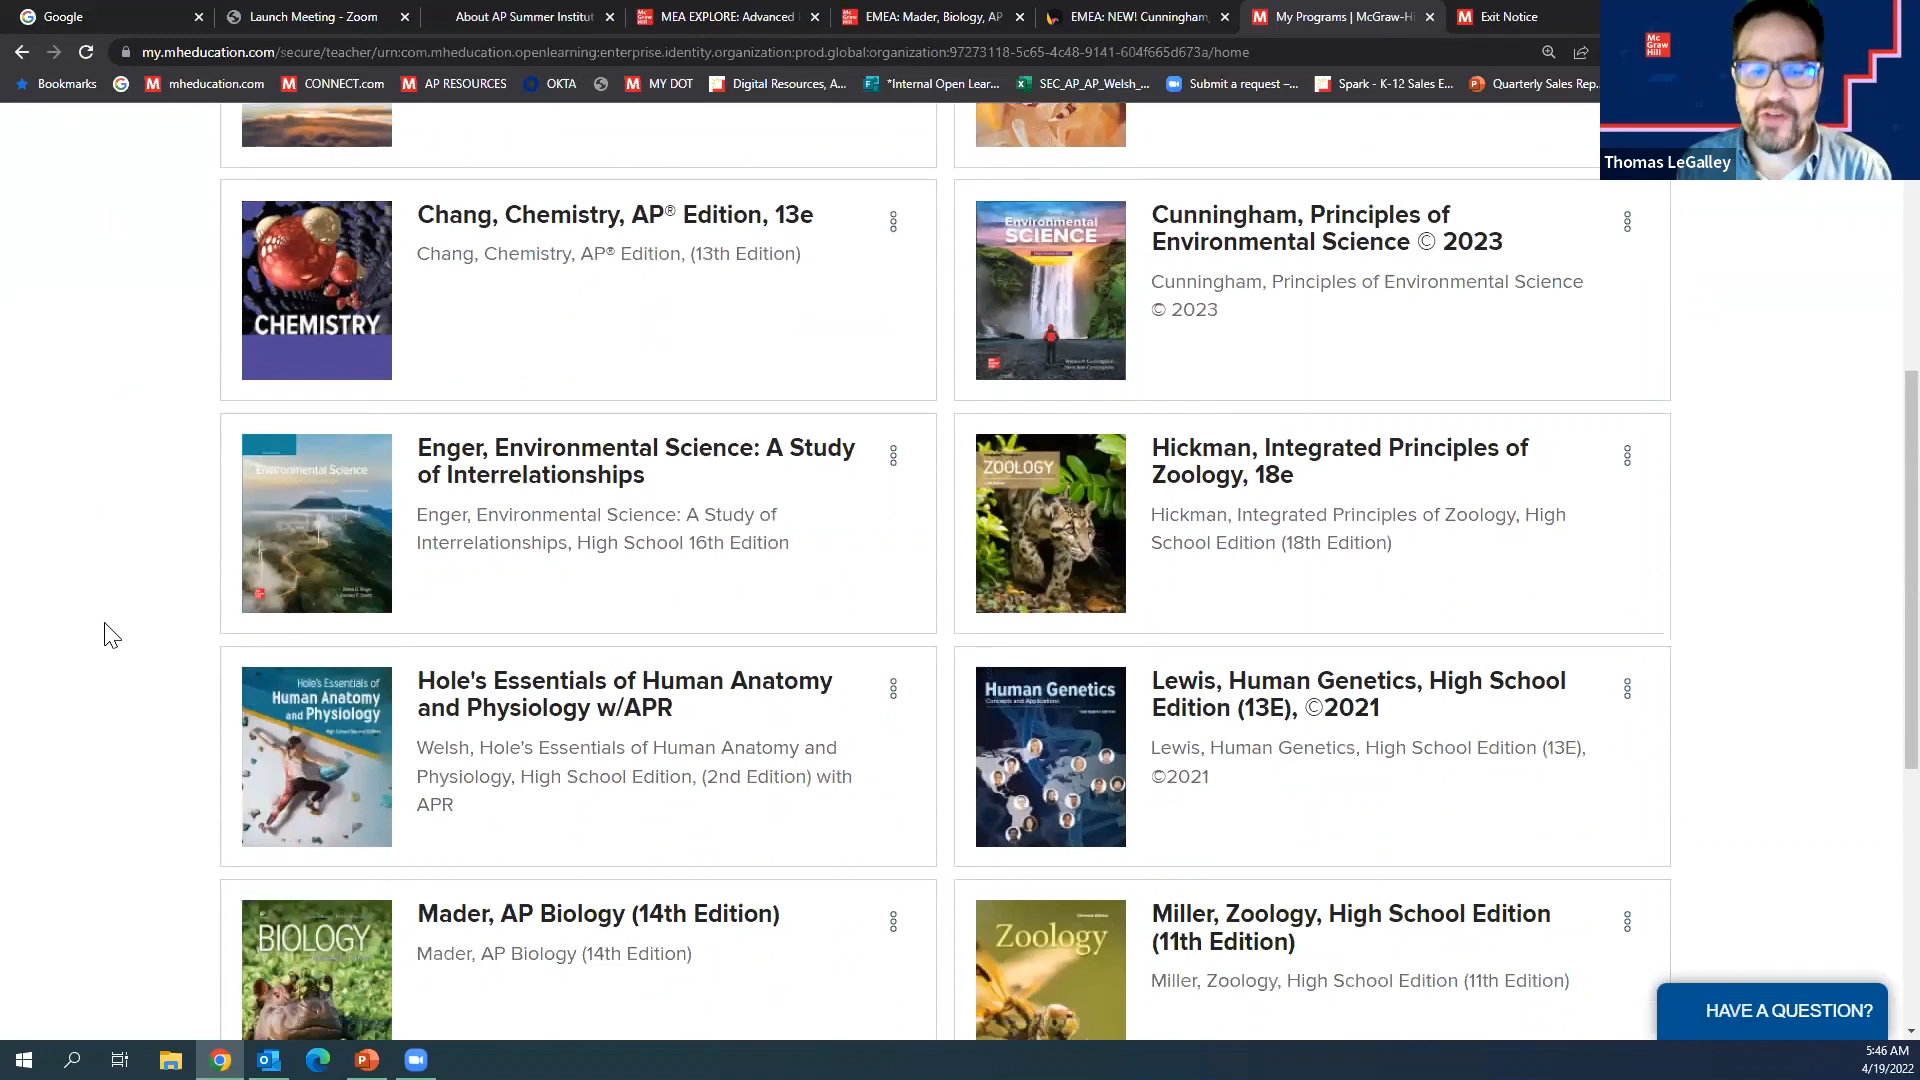 Google
Launch Meeting - Zoom
About AP Summer Institut
MEA EXPLORE: Advanced
EMEA: Mader, Biology, AP
EMEA: NEW! Cunningham,
My Programs | McGraw-Hi
Exit Notice
my.mheducation.com/secure/teacher/urn:com.mheducation.openlearning:enterprise.identity.organization:prod.global:organization:97273118-5c65-4c48-9141-604f665d673a/home
Bookmarks
mheducation.com
CONNECT.com
AP RESOURCES
OKTA
MY DOT
Digital Resources, A...
*Internal Open Lear...
SEC_AP_AP_Welsh_...
Submit a request –...
Spark - K-12 Sales E...
Quarterly Sales Rep...
Mc
Graw
Hill
Thomas LeGalley
CHEMISTRY
Chang, Chemistry, AP® Edition, 13e
Chang, Chemistry, AP® Edition, (13th Edition)
Environmental
SCIENCE
Cunningham, Principles of
Environmental Science © 2023
Cunningham, Principles of Environmental Science
© 2023
Environmental Science
Enger, Environmental Science: A Study
of Interrelationships
Enger, Environmental Science: A Study of
Interrelationships, High School 16th Edition
ZOOLOGY
Hickman, Integrated Principles of
Zoology, 18e
Hickman, Integrated Principles of Zoology, High
School Edition (18th Edition)
Hole's Essentials of
Human Anatomy
and Physiology
Hole's Essentials of Human Anatomy
and Physiology w/APR
Welsh, Hole's Essentials of Human Anatomy and
Physiology, High School Edition, (2nd Edition) with
APR
Human Genetics
Concepts and Applications
Lewis, Human Genetics, High School
Edition (13E), ©2021
Lewis, Human Genetics, High School Edition (13E),
©2021
BIOLOGY
Mader, AP Biology (14th Edition)
Mader, AP Biology (14th Edition)
Zoology
Miller, Zoology, High School Edition
(11th Edition)
Miller, Zoology, High School Edition (11th Edition)
HAVE A QUESTION?
5:46 AM
4/19/2022